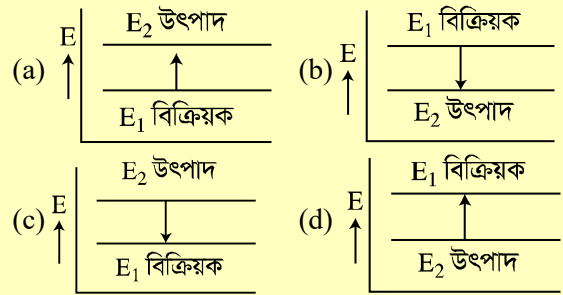 (a) E E₂ উৎপাদ
E₁ বিক্রিয়ক
(b) E E₁ বিক্রিয়ক
E₂ উৎপাদ
(c) E E₂ উৎপাদ
E₁ বিক্রিয়ক
(d) E E₁ বিক্রিয়ক
E₂ উৎপাদ